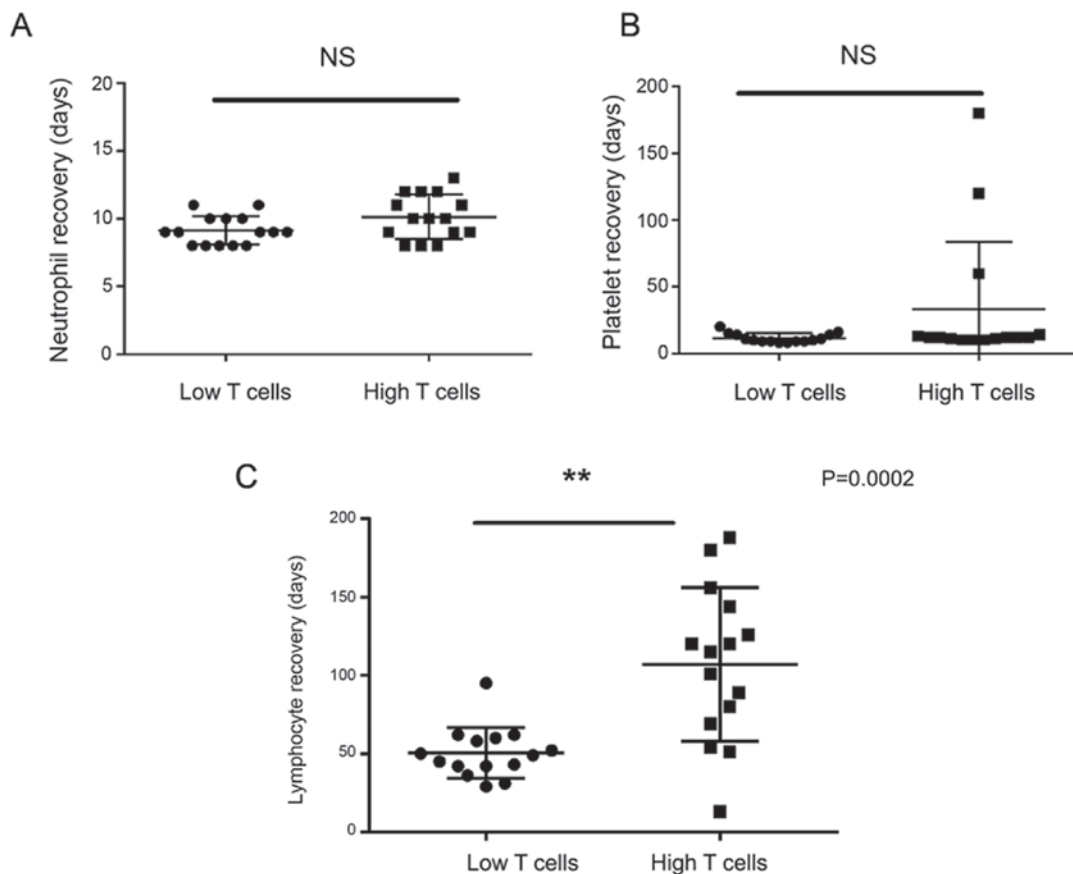 A
NS
Neutrophil recovery (days)
20
15
10
5
0
Low T cells
High T cells
B
NS
Platelet recovery (days)
200
150
100
50
0
Low T cells
High T cells
C
**
P=0.0002
Lymphocyte recovery (days)
200
150
100
50
0
Low T cells
High T cells